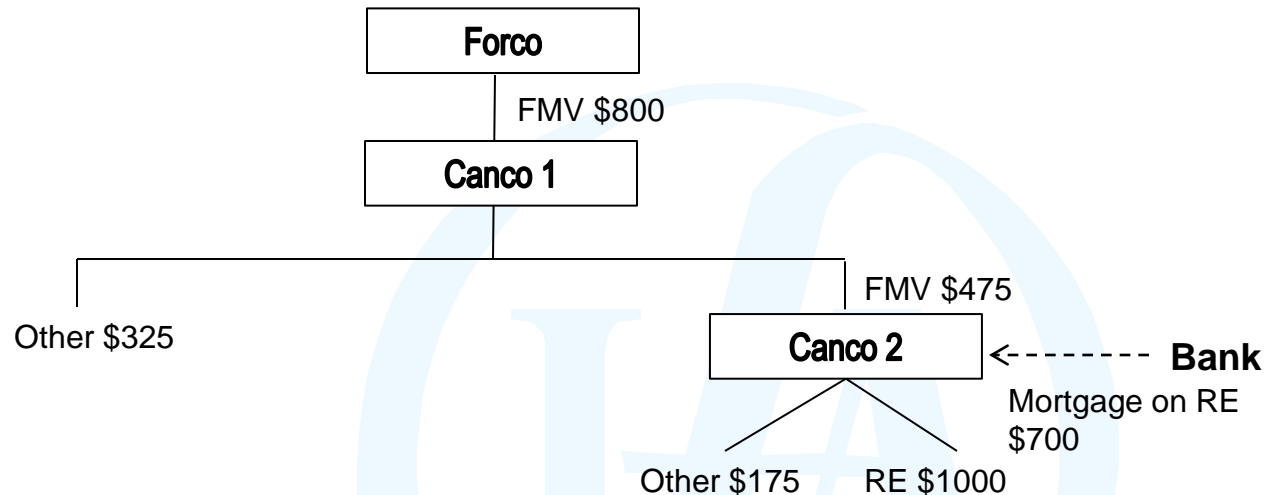 Forco
FMV $800
Canco 1
FMV $475
Other $325
Canco 2
Bank
Mortgage on RE
$700
Other $175
RE $1000